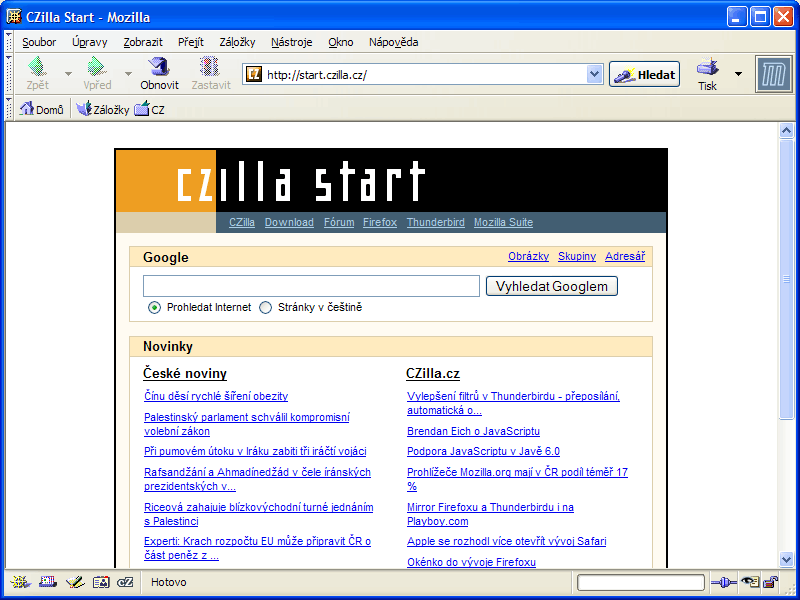 CZilla Start - Mozilla
Soubor Úpravy Zobrazit Přejít Záložky Nástroje Okno Nápověda
Zpět Vpřed Obnovit Zastavit http://start.czilla.cz/ Hledat Tisk
Domů Záložky CZ
czilla start
CZilla Download Fórum Firefox Thunderbird Mozilla Suite
Google Obrázky Skupiny Adresář
Vyhledat Googlem
Prohledat Internet Stránky v češtině
Novinky
České noviny
Čínu děsí rychlé šíření obezity
Palestinský parlament schválil kompromisní
volební zákon
Při pumovém útoku v Iráku zabiti tři iráčtí vojáci
Rafsandžání a Ahmadínedžád v čele íránských
prezidentských v...
Riceová zahajuje blízkovýchodní turné jednáním
s Palestinci
Experti: Krach rozpočtu EU může připravit ČR o
část peněz z ...
CZilla.cz
Vylepšení filtrů v Thunderbirdu - přeposílání,
automatická o...
Brendan Eich o JavaScriptu
Podpora JavaScriptu v Javě 6.0
Prohlížeče Mozilla.org mají v ČR podíl téměř 17
%
Mirror Firefoxu a Thunderbirdu i na
Playboy.com
Apple se rozhodl více otevřít vývoj Safari
Okénko do vývoje Firefoxu
Hotovo